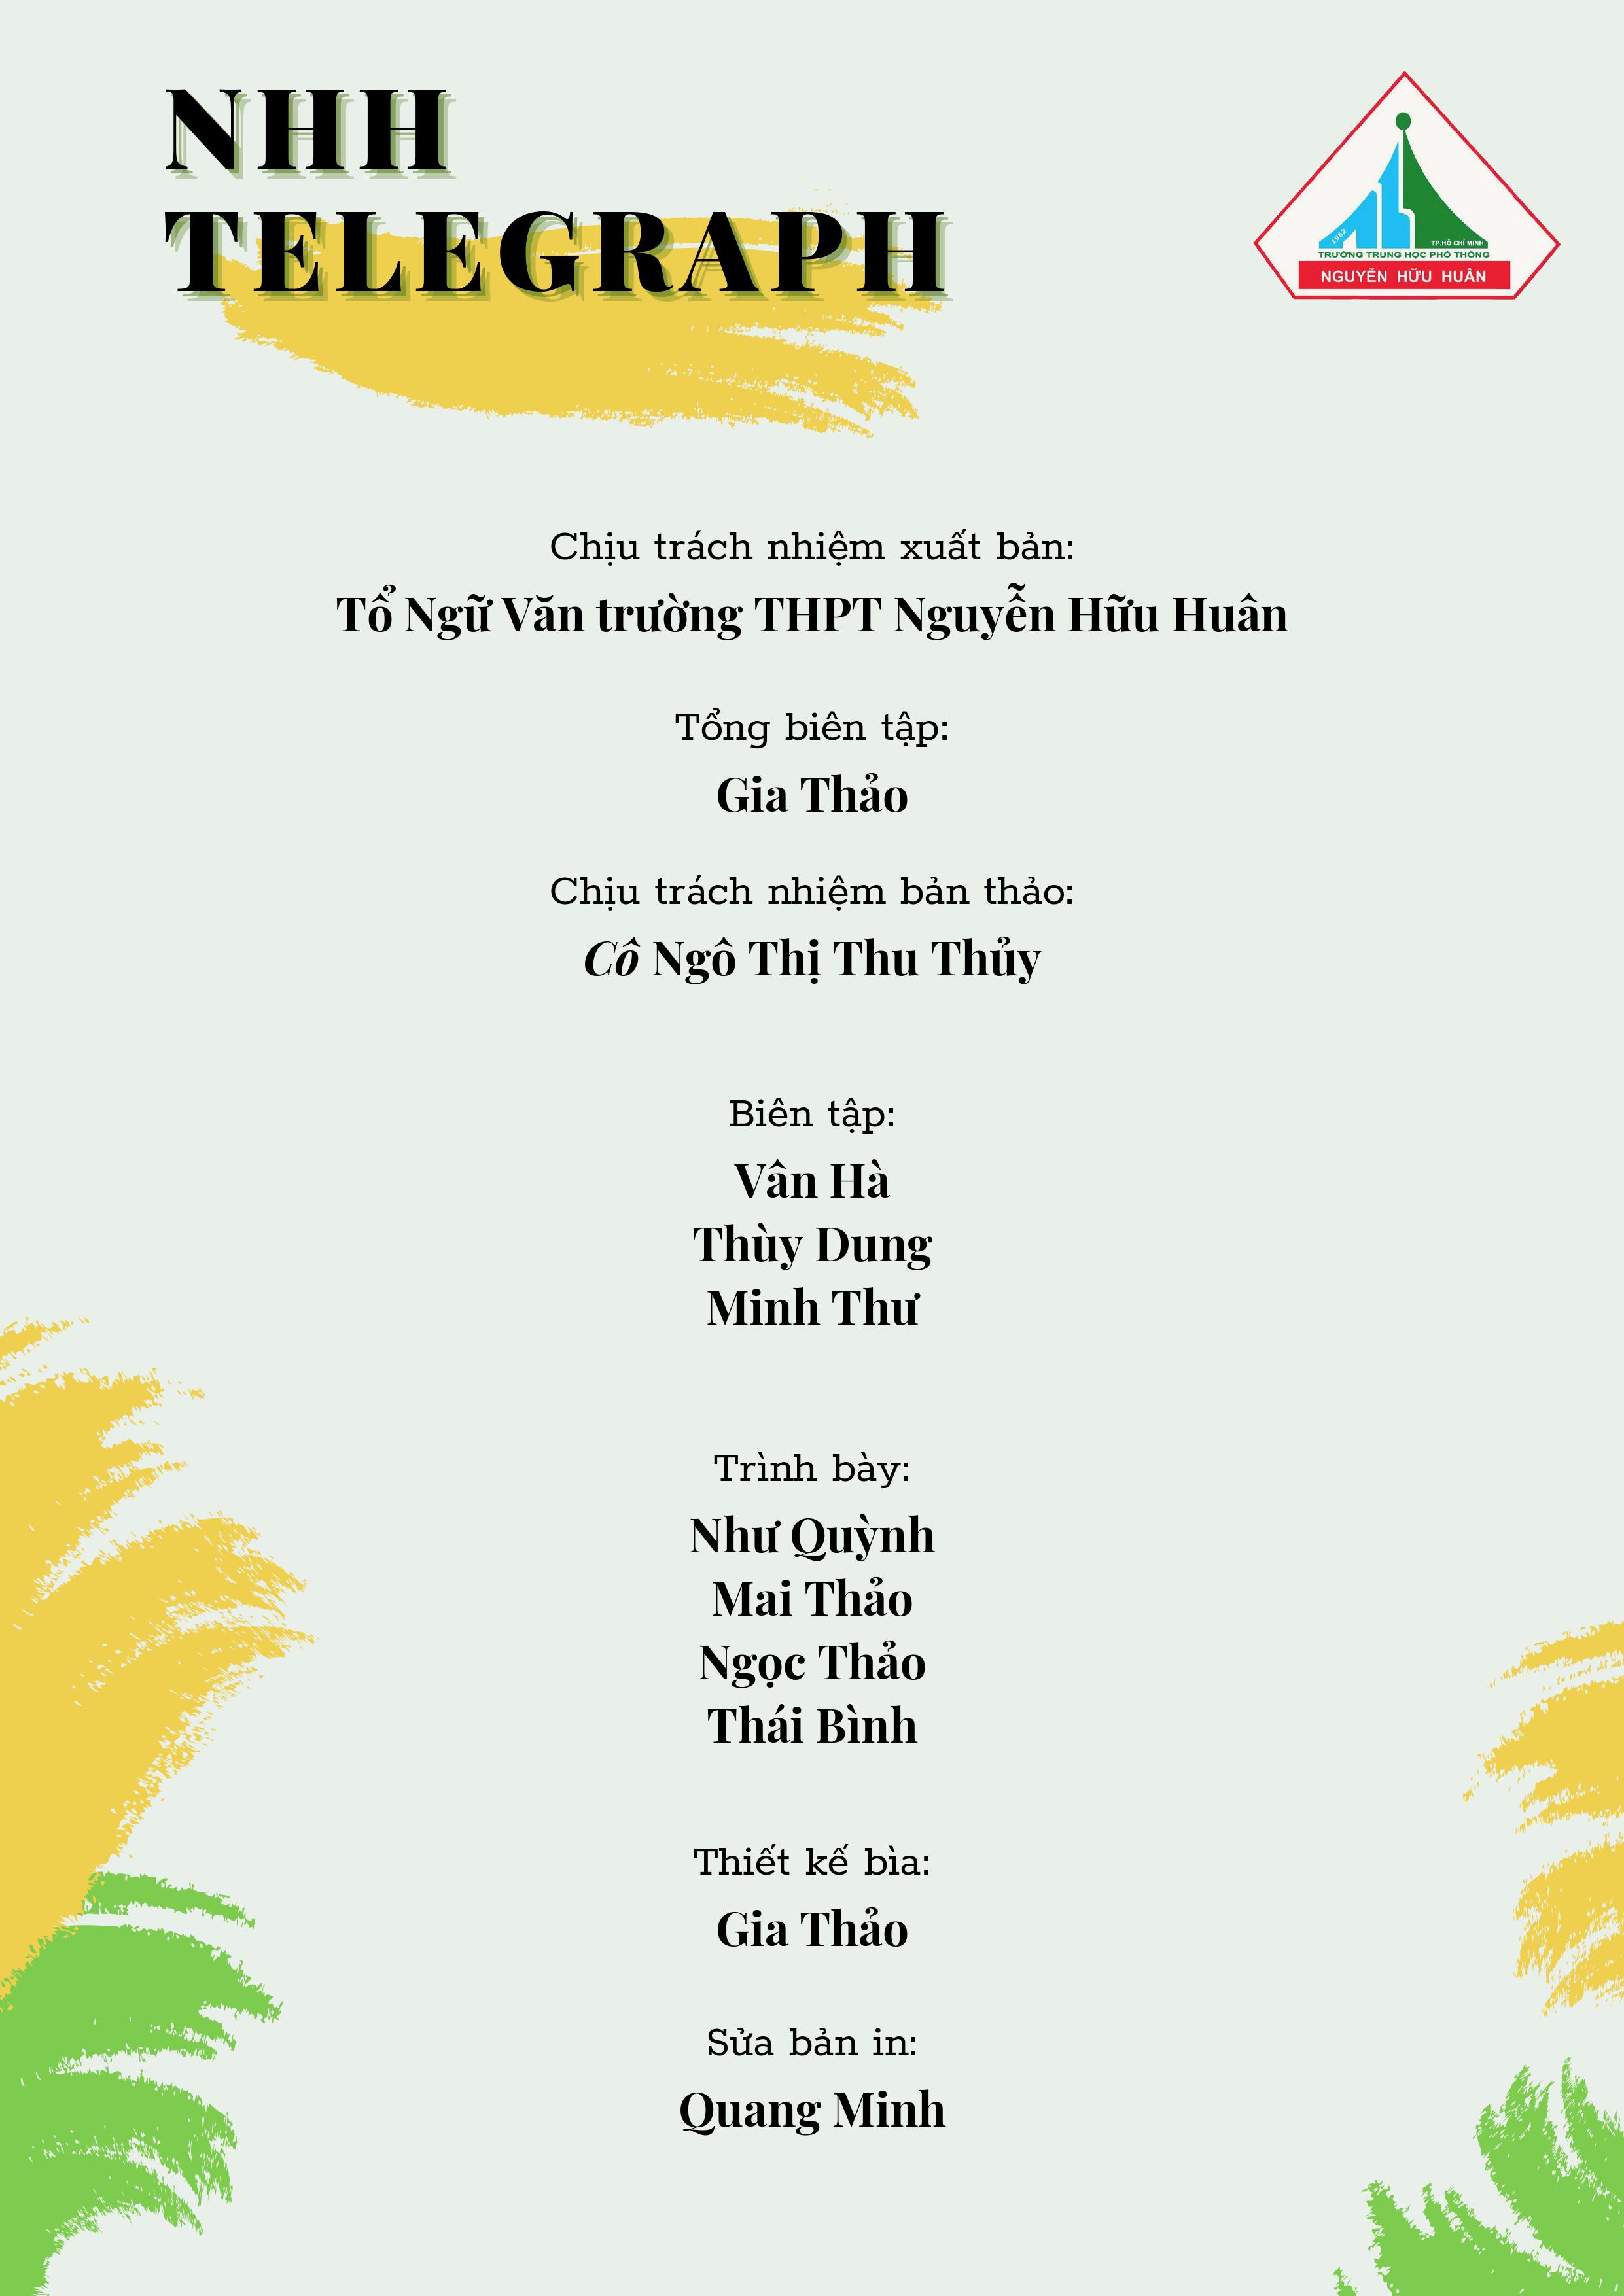 NHH
TELEGRAPH
1962
TP.HỒ CHÍ MINH
TRƯỜNG TRUNG HỌC PHỔ THÔNG
NGUYỄN HỮU HUÂN
Chịu trách nhiệm xuất bản:
Tổ Ngữ Văn trường THPT Nguyễn Hữu Huân
Tổng biên tập:
Gia Thảo
Chịu trách nhiệm bản thảo:
Cô Ngô Thị Thu Thủy
Biên tập:
Vân Hà
Thùy Dung
Minh Thư
Trình bày:
Như Quỳnh
Mai Thảo
Ngọc Thảo
Thái Bình
Thiết kế bìa:
Gia Thảo
Sửa bản in:
Quang Minh